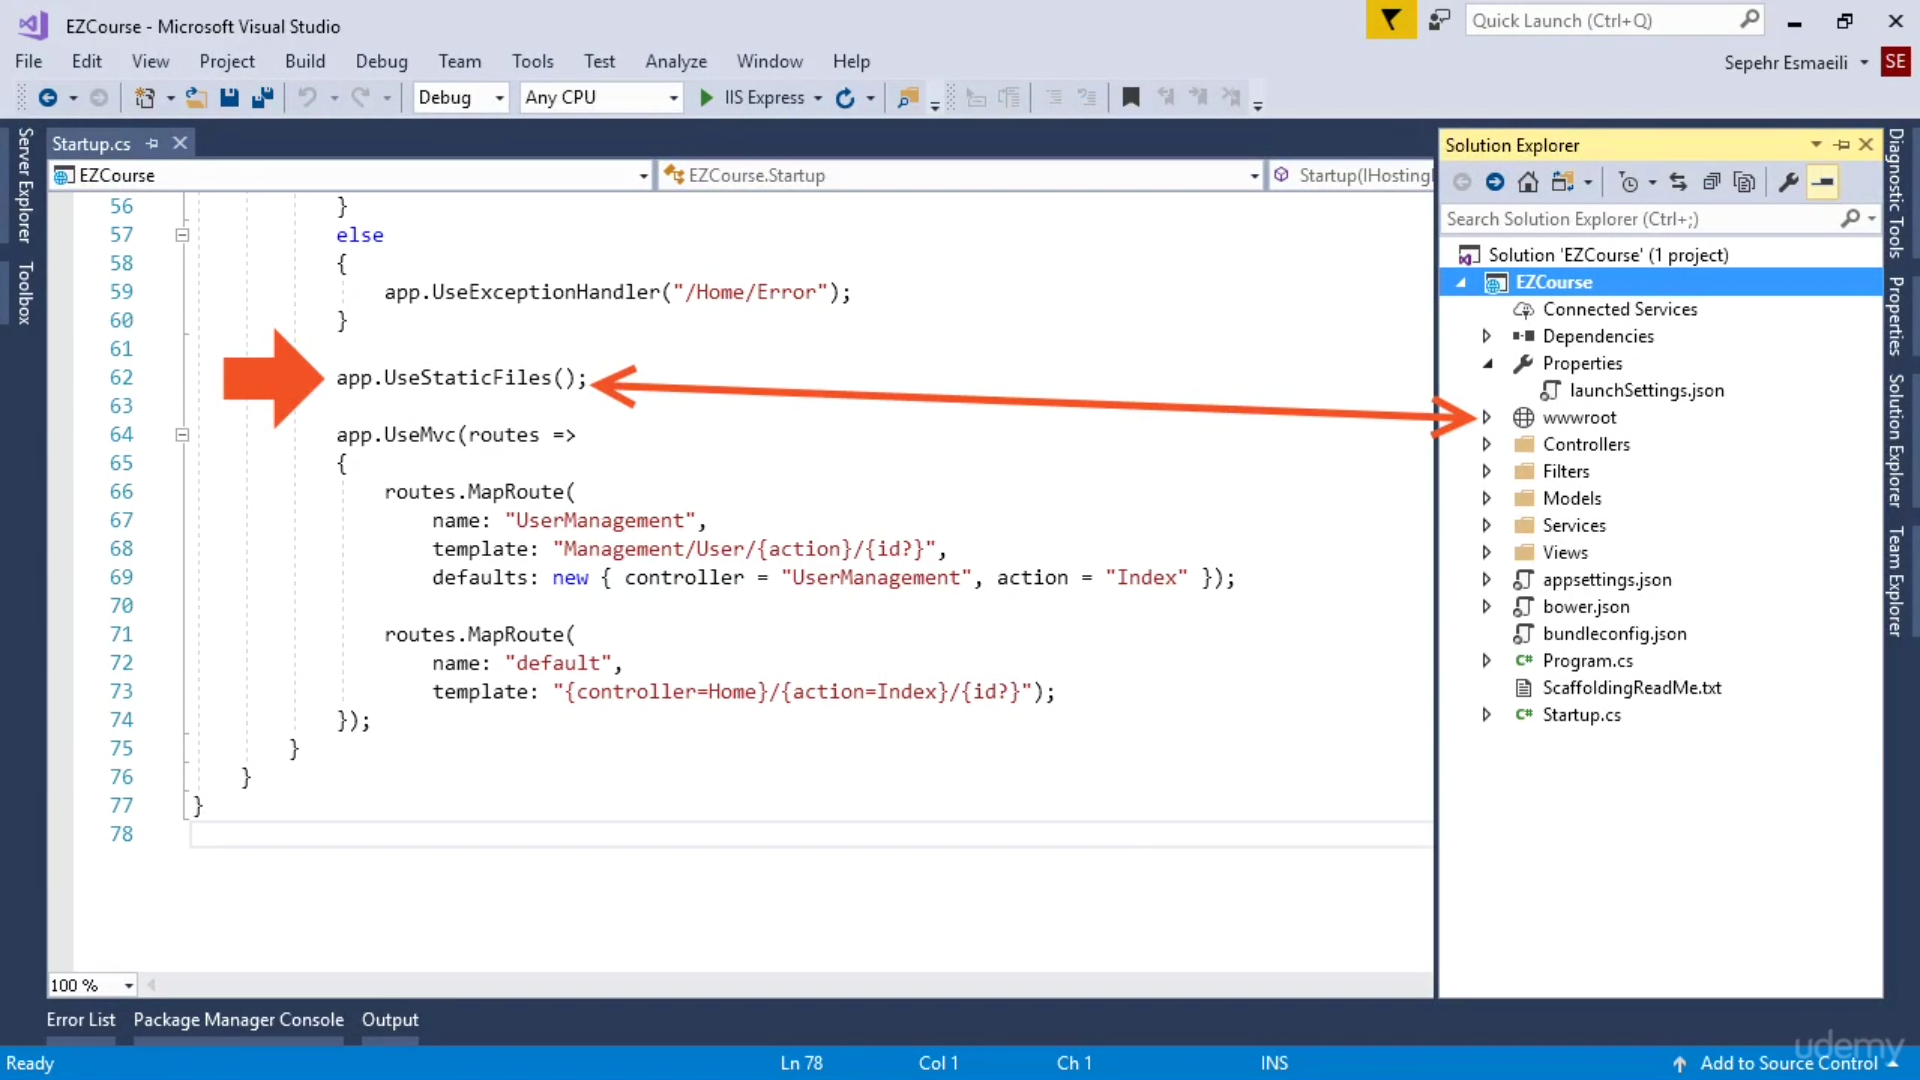 EZCourse - Microsoft Visual Studio
Quick Launch (Ctrl+Q)
File Edit View Project Build Debug Team Tools Test Analyze Window Help
Sepehr Esmaeili SE
Debug Any CPU IIS Express
Server Explorer
Toolbox
Startup.cs
EZCourse EZCourse.Startup Startup(IHosting
56 }
57 else
58 {
59 app.UseExceptionHandler("/Home/Error");
60 }
61
62 app.UseStaticFiles();
63
64 app.UseMvc(routes =>
65 {
66 routes.MapRoute(
67 name: "UserManagement",
68 template: "Management/User/{action}/{id?}",
69 defaults: new { controller = "UserManagement", action = "Index" });
70
71 routes.MapRoute(
72 name: "default",
73 template: "{controller=Home}/{action=Index}/{id?}");
74 });
75 }
76 }
77 }
78
100 %
Solution Explorer
Search Solution Explorer (Ctrl+;)
Solution 'EZCourse' (1 project)
EZCourse
Connected Services
Dependencies
Properties
launchSettings.json
wwwroot
Controllers
Filters
Models
Services
Views
appsettings.json
bower.json
bundleconfig.json
C# Program.cs
ScaffoldingReadMe.txt
C# Startup.cs
Diagnostic Tools
Properties
Solution Explorer
Team Explorer
Error List Package Manager Console Output
udemy
Ready Ln 78 Col 1 Ch 1 INS Add to Source Control